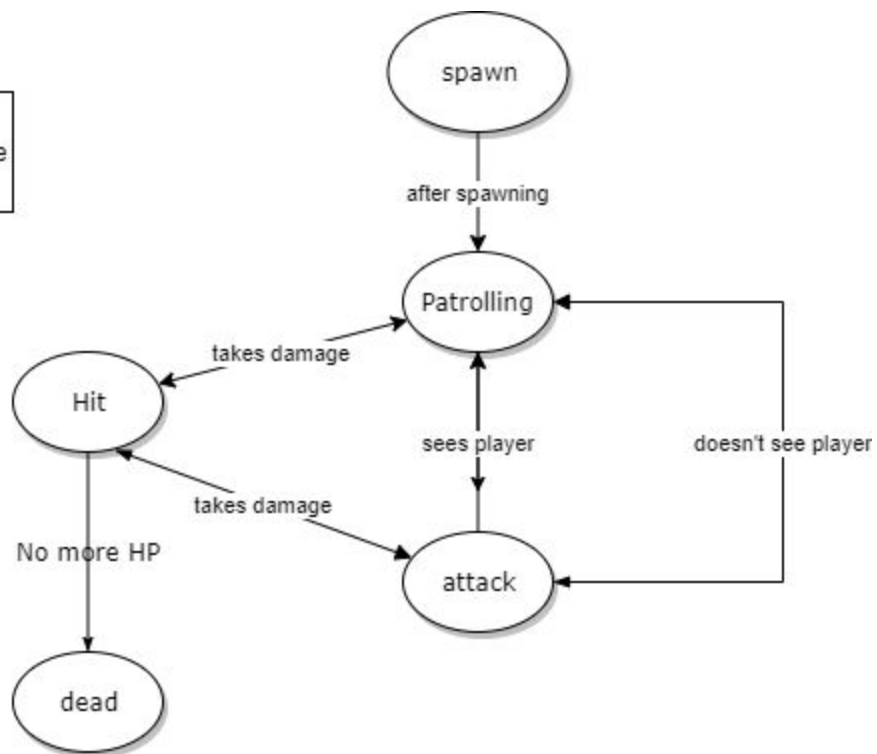 spawn
after spawning
Patrolling
takes damage
Hit
sees player
doesn't see player
takes damage
No more HP
attack
dead